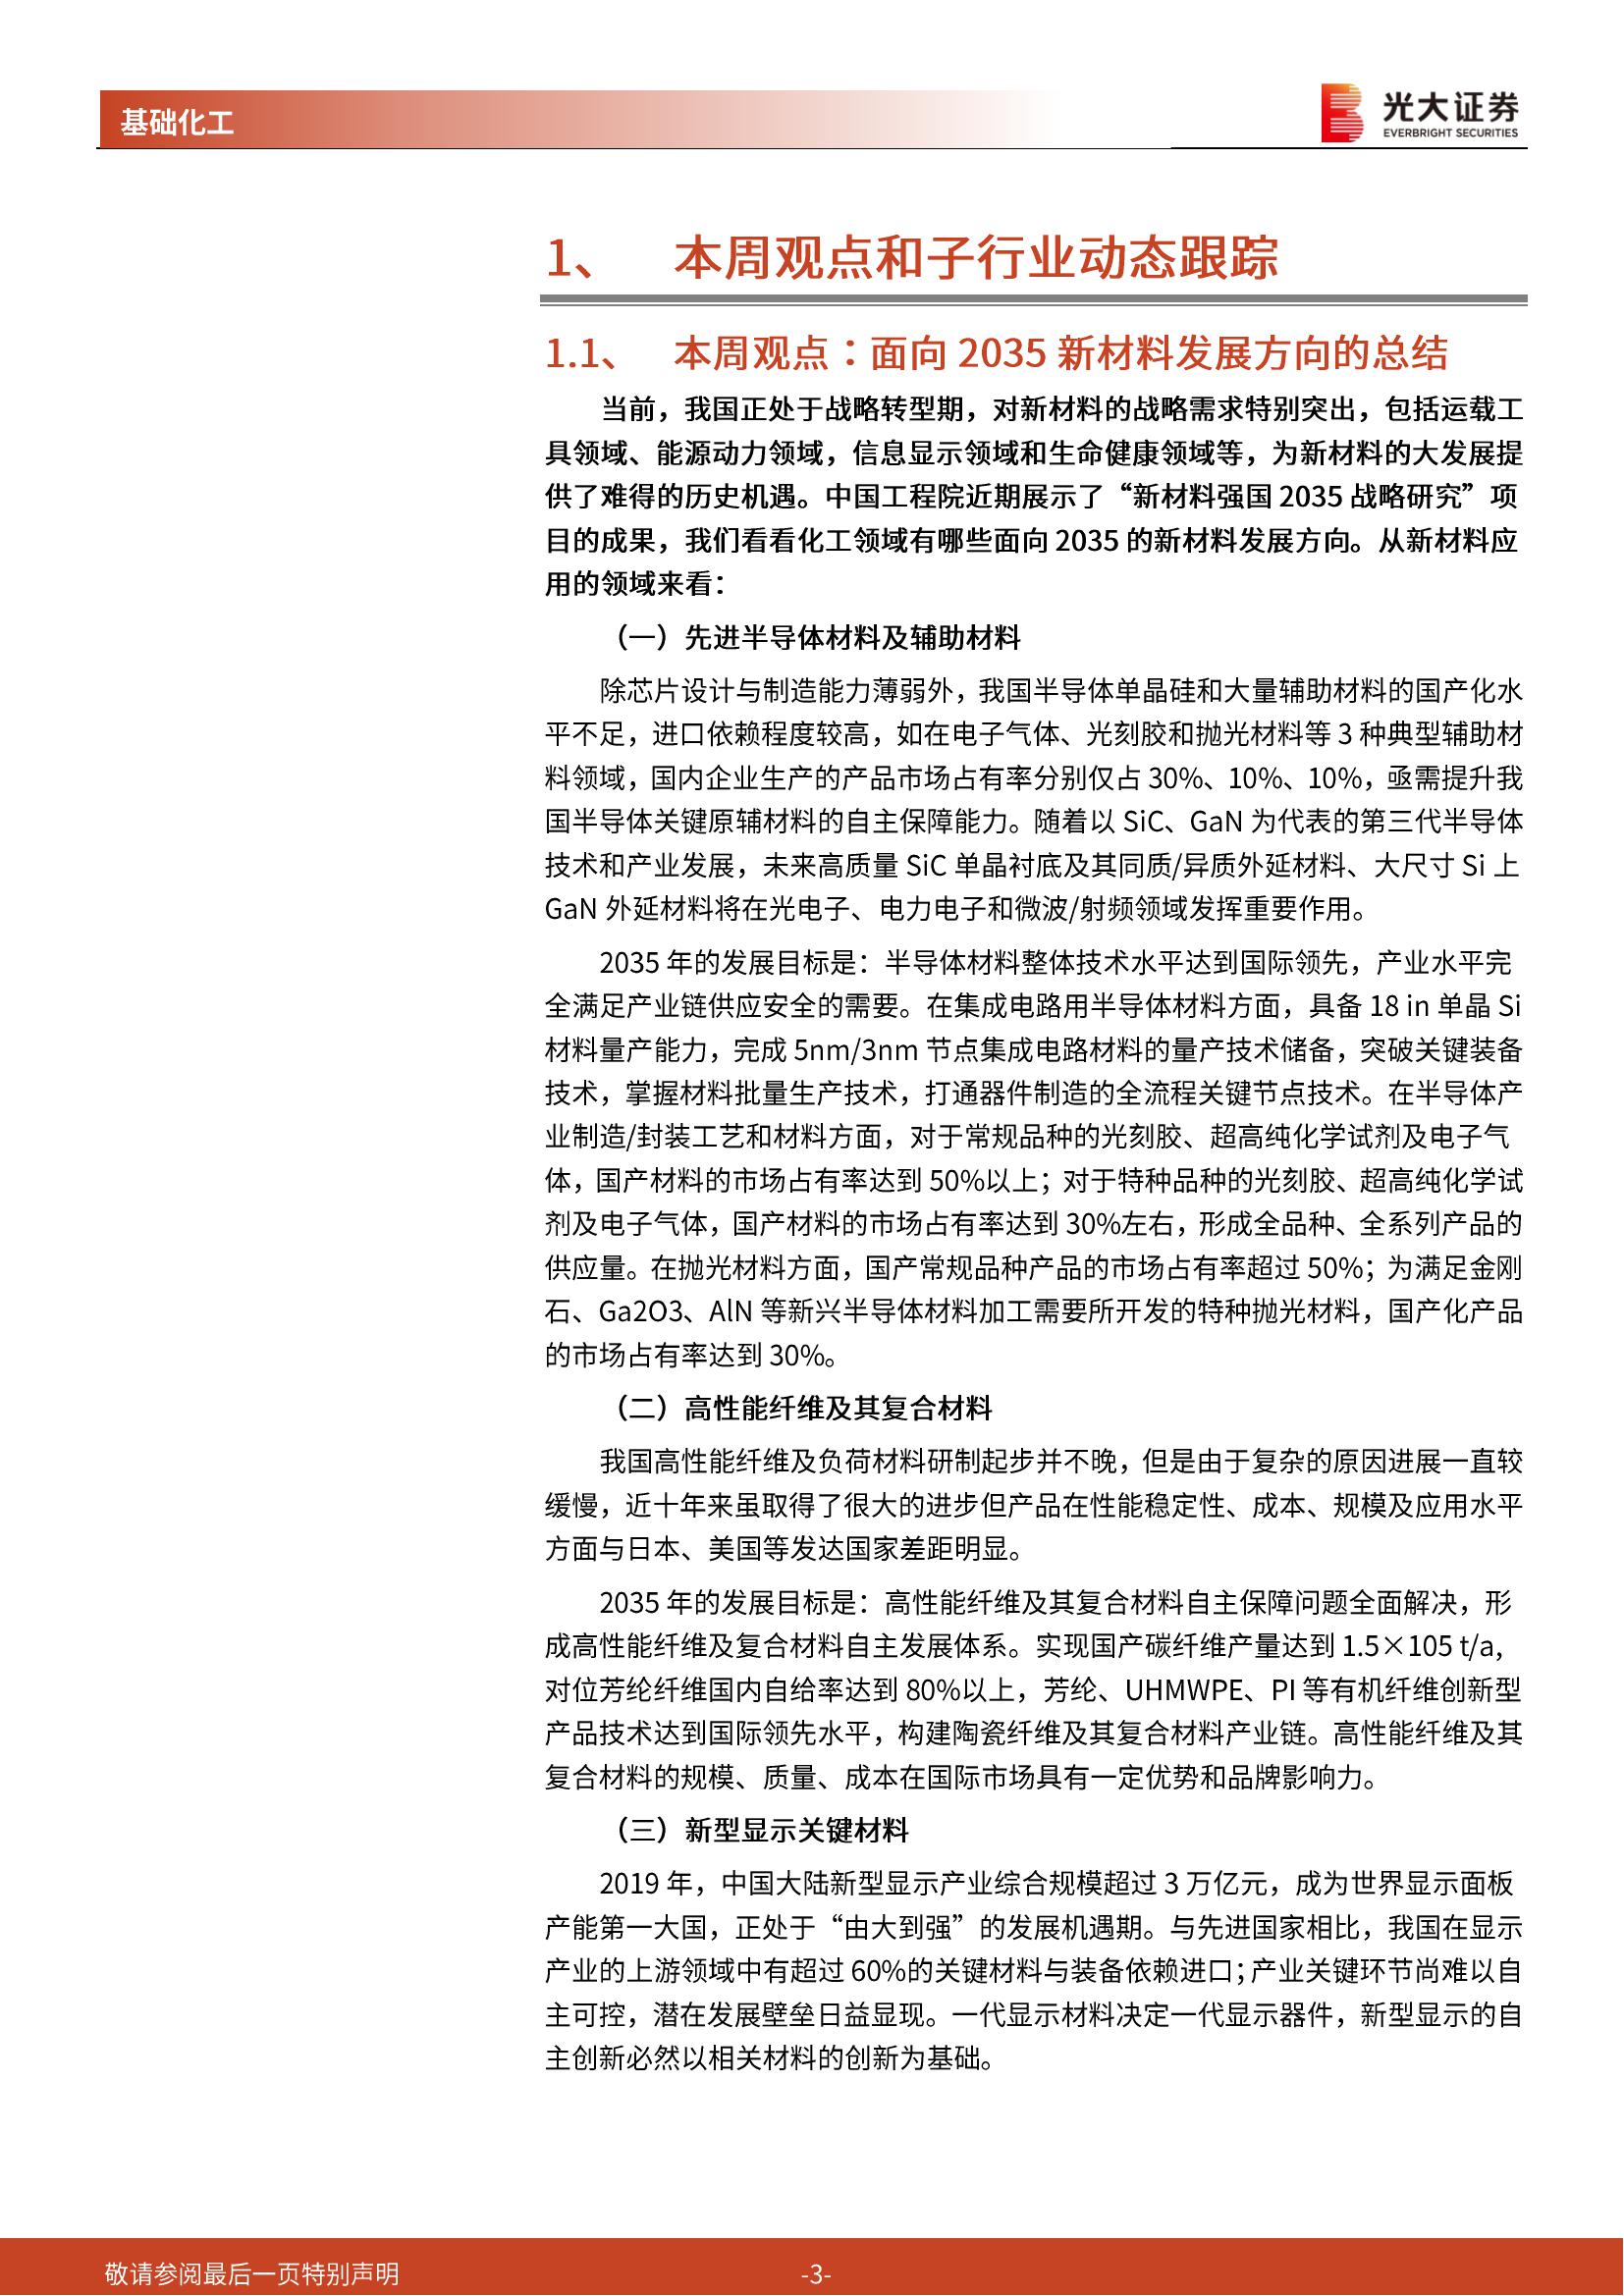 基础化工
光大证券
EVERBRIGHT SECURITIES
1、 本周观点和子行业动态跟踪
1.1、 本周观点：面向 2035 新材料发展方向的总结
当前，我国正处于战略转型期，对新材料的战略需求特别突出，包括运载工
具领域、能源动力领域，信息显示领域和生命健康领域等，为新材料的大发展提
供了难得的历史机遇。中国工程院近期展示了“新材料强国 2035 战略研究”项
目的成果，我们看看化工领域有哪些面向 2035 的新材料发展方向。从新材料应
用的领域来看：
（一）先进半导体材料及辅助材料
除芯片设计与制造能力薄弱外，我国半导体单晶硅和大量辅助材料的国产化水
平不足，进口依赖程度较高，如在电子气体、光刻胶和抛光材料等 3 种典型辅助材
料领域，国内企业生产的产品市场占有率分别仅占 30%、10%、10%，亟需提升我
国半导体关键原辅材料的自主保障能力。随着以 SiC、GaN 为代表的第三代半导体
技术和产业发展，未来高质量 SiC 单晶衬底及其同质/异质外延材料、大尺寸 Si 上
GaN 外延材料将在光电子、电力电子和微波/射频领域发挥重要作用。
2035 年的发展目标是：半导体材料整体技术水平达到国际领先，产业水平完
全满足产业链供应安全的需要。在集成电路用半导体材料方面，具备 18 in 单晶 Si
材料量产能力，完成 5nm/3nm 节点集成电路材料的量产技术储备，突破关键装备
技术，掌握材料批量生产技术，打通器件制造的全流程关键节点技术。在半导体产
业制造/封装工艺和材料方面，对于常规品种的光刻胶、超高纯化学试剂及电子气
体，国产材料的市场占有率达到 50%以上；对于特种品种的光刻胶、超高纯化学试
剂及电子气体，国产材料的市场占有率达到 30%左右，形成全品种、全系列产品的
供应量。在抛光材料方面，国产常规品种产品的市场占有率超过 50%；为满足金刚
石、Ga2O3、AlN 等新兴半导体材料加工需要所开发的特种抛光材料，国产化产品
的市场占有率达到 30%。
（二）高性能纤维及其复合材料
我国高性能纤维及负荷材料研制起步并不晚，但是由于复杂的原因进展一直较
缓慢，近十年来虽取得了很大的进步但产品在性能稳定性、成本、规模及应用水平
方面与日本、美国等发达国家差距明显。
2035 年的发展目标是：高性能纤维及其复合材料自主保障问题全面解决，形
成高性能纤维及复合材料自主发展体系。实现国产碳纤维产量达到 1.5×105 t/a,
对位芳纶纤维国内自给率达到 80%以上，芳纶、UHMWPE、PI 等有机纤维创新型
产品技术达到国际领先水平，构建陶瓷纤维及其复合材料产业链。高性能纤维及其
复合材料的规模、质量、成本在国际市场具有一定优势和品牌影响力。
（三）新型显示关键材料
2019 年，中国大陆新型显示产业综合规模超过 3 万亿元，成为世界显示面板
产能第一大国，正处于“由大到强”的发展机遇期。与先进国家相比，我国在显示
产业的上游领域中有超过 60%的关键材料与装备依赖进口；产业关键环节尚难以自
主可控，潜在发展壁垒日益显现。一代显示材料决定一代显示器件，新型显示的自
主创新必然以相关材料的创新为基础。
敬请参阅最后一页特别声明
-3-